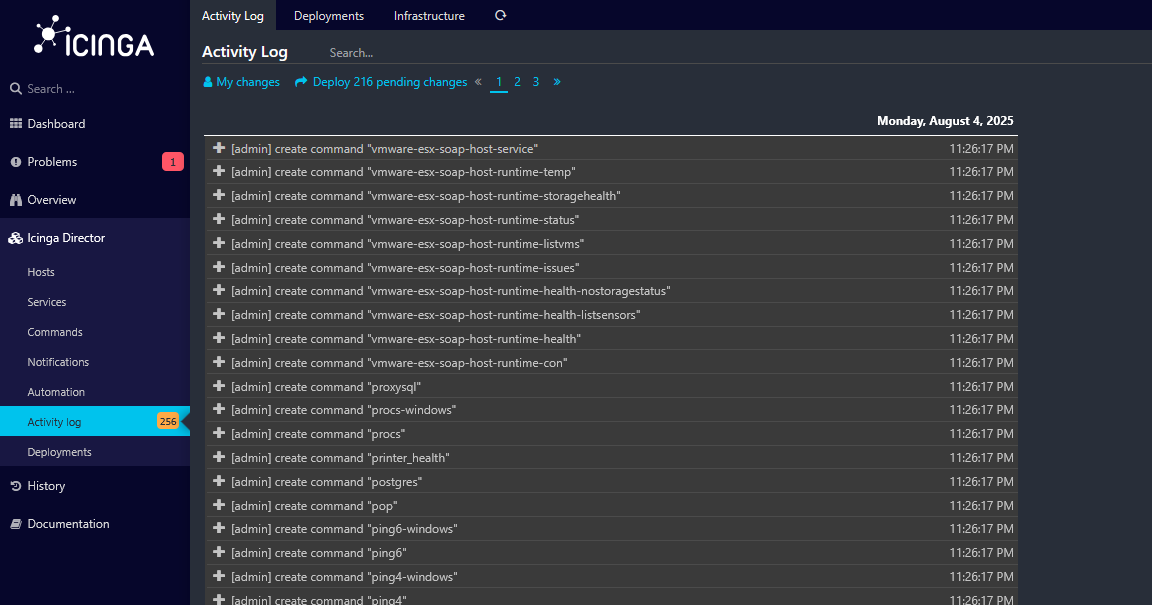 ICINGA
Search ...
Dashboard
Problems 1
Overview
Icinga Director
Hosts
Services
Commands
Notifications
Automation
Activity log 256
Deployments
History
Documentation
Activity Log Deployments Infrastructure
Activity Log Search...
My changes Deploy 216 pending changes « 1 2 3 »
Monday, August 4, 2025
[admin] create command "vmware-esx-soap-host-service" 11:26:17 PM
[admin] create command "vmware-esx-soap-host-runtime-temp" 11:26:17 PM
[admin] create command "vmware-esx-soap-host-runtime-storagehealth" 11:26:17 PM
[admin] create command "vmware-esx-soap-host-runtime-status" 11:26:17 PM
[admin] create command "vmware-esx-soap-host-runtime-listvms" 11:26:17 PM
[admin] create command "vmware-esx-soap-host-runtime-issues" 11:26:17 PM
[admin] create command "vmware-esx-soap-host-runtime-health-nostoragestatus" 11:26:17 PM
[admin] create command "vmware-esx-soap-host-runtime-health-listsensors" 11:26:17 PM
[admin] create command "vmware-esx-soap-host-runtime-health" 11:26:17 PM
[admin] create command "vmware-esx-soap-host-runtime-con" 11:26:17 PM
[admin] create command "proxysql" 11:26:17 PM
[admin] create command "procs-windows" 11:26:17 PM
[admin] create command "procs" 11:26:17 PM
[admin] create command "printer_health" 11:26:17 PM
[admin] create command "postgres" 11:26:17 PM
[admin] create command "pop" 11:26:17 PM
[admin] create command "ping6-windows" 11:26:17 PM
[admin] create command "ping6" 11:26:17 PM
[admin] create command "ping4-windows" 11:26:17 PM
[admin] create command "ping4" 11:26:17 PM